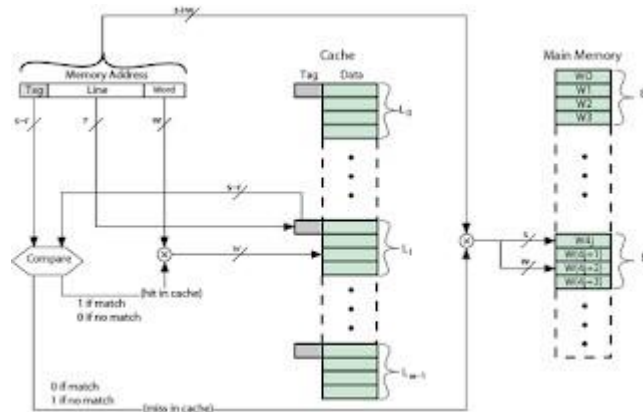 s+w
Cache
Main Memory
Memory Address
Tag Data
Tag Line Word
W0
W1
W2
W3
L0
s-r
r
w
s-r
Compare
w
Li
(hit in cache)
1 if match
0 if no match
s
w
W4j
W(4j+1)
W(4j+2)
W(4j+3)
Lm-1
0 if match
1 if no match
(miss in cache)